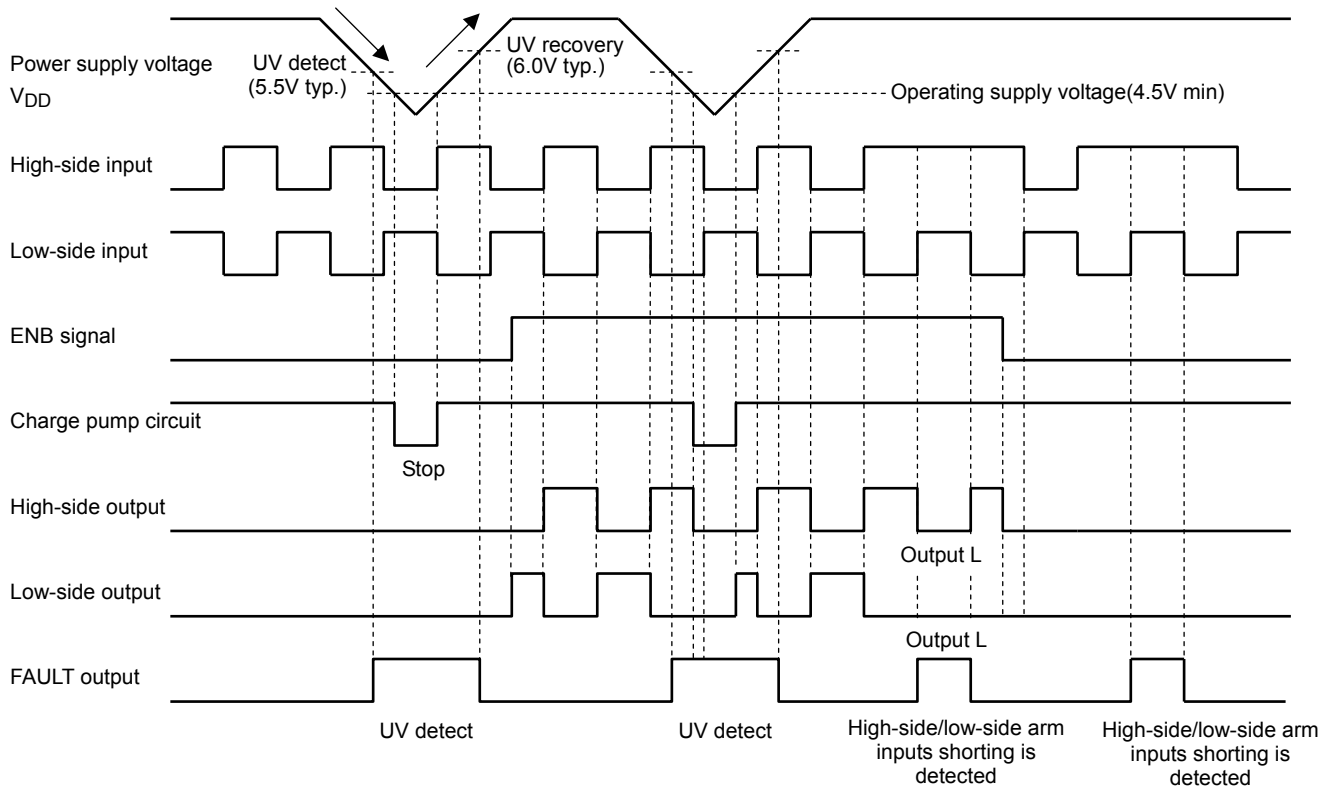 Power supply voltage
VDD
UV detect
(5.5V typ.)
UV recovery
(6.0V typ.)
Operating supply voltage(4.5V min)
High-side input
Low-side input
ENB signal
Charge pump circuit
Stop
High-side output
Output L
Low-side output
Output L
FAULT output
UV detect
UV detect
High-side/low-side arm
inputs shorting is
detected
High-side/low-side arm
inputs shorting is
detected